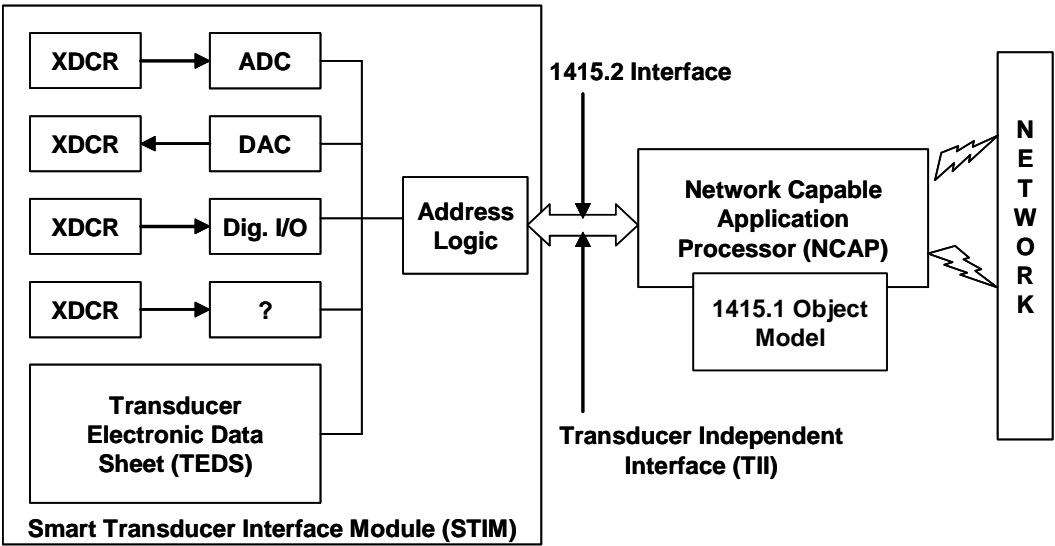 XDCR
ADC
XDCR
DAC
XDCR
Dig. I/O
XDCR
?
Transducer
Electronic Data
Sheet (TEDS)
Smart Transducer Interface Module (STIM)
Address
Logic
1415.2 Interface
Transducer Independent
Interface (TII)
Network Capable
Application
Processor (NCAP)
1415.1 Object
Model
N
E
T
W
O
R
K